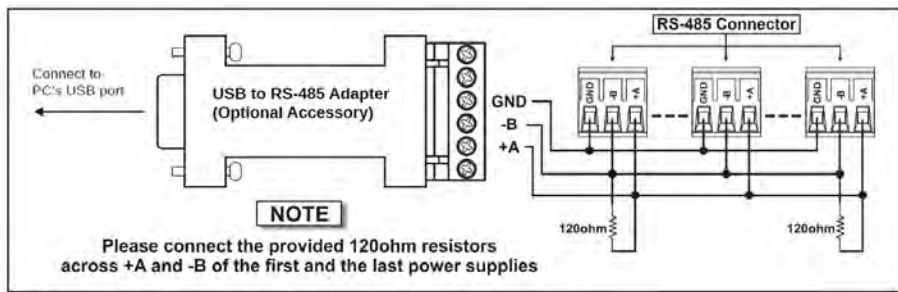 RS-485 Connector
Connect to
PC's USB port
USB to RS-485 Adapter
(Optional Accessory)
GND
-B
+A
GND
-B
+A
GND
-B
+A
GND
-B
+A
120ohm
120ohm
NOTE
Please connect the provided 120ohm resistors
across +A and -B of the first and the last power supplies